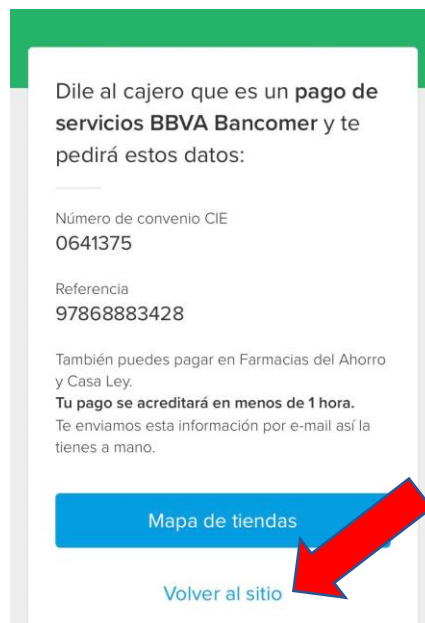 Dile al cajero que es un pago de
servicios BBVA Bancomer y te
pedirá estos datos:
Número de convenio CIE
0641375
Referencia
97868883428
También puedes pagar en Farmacias del Ahorro
y Casa Ley.
Tu pago se acreditará en menos de 1 hora.
Te enviamos esta información por e-mail así la
tienes a mano.
Mapa de tiendas
Volver al sitio